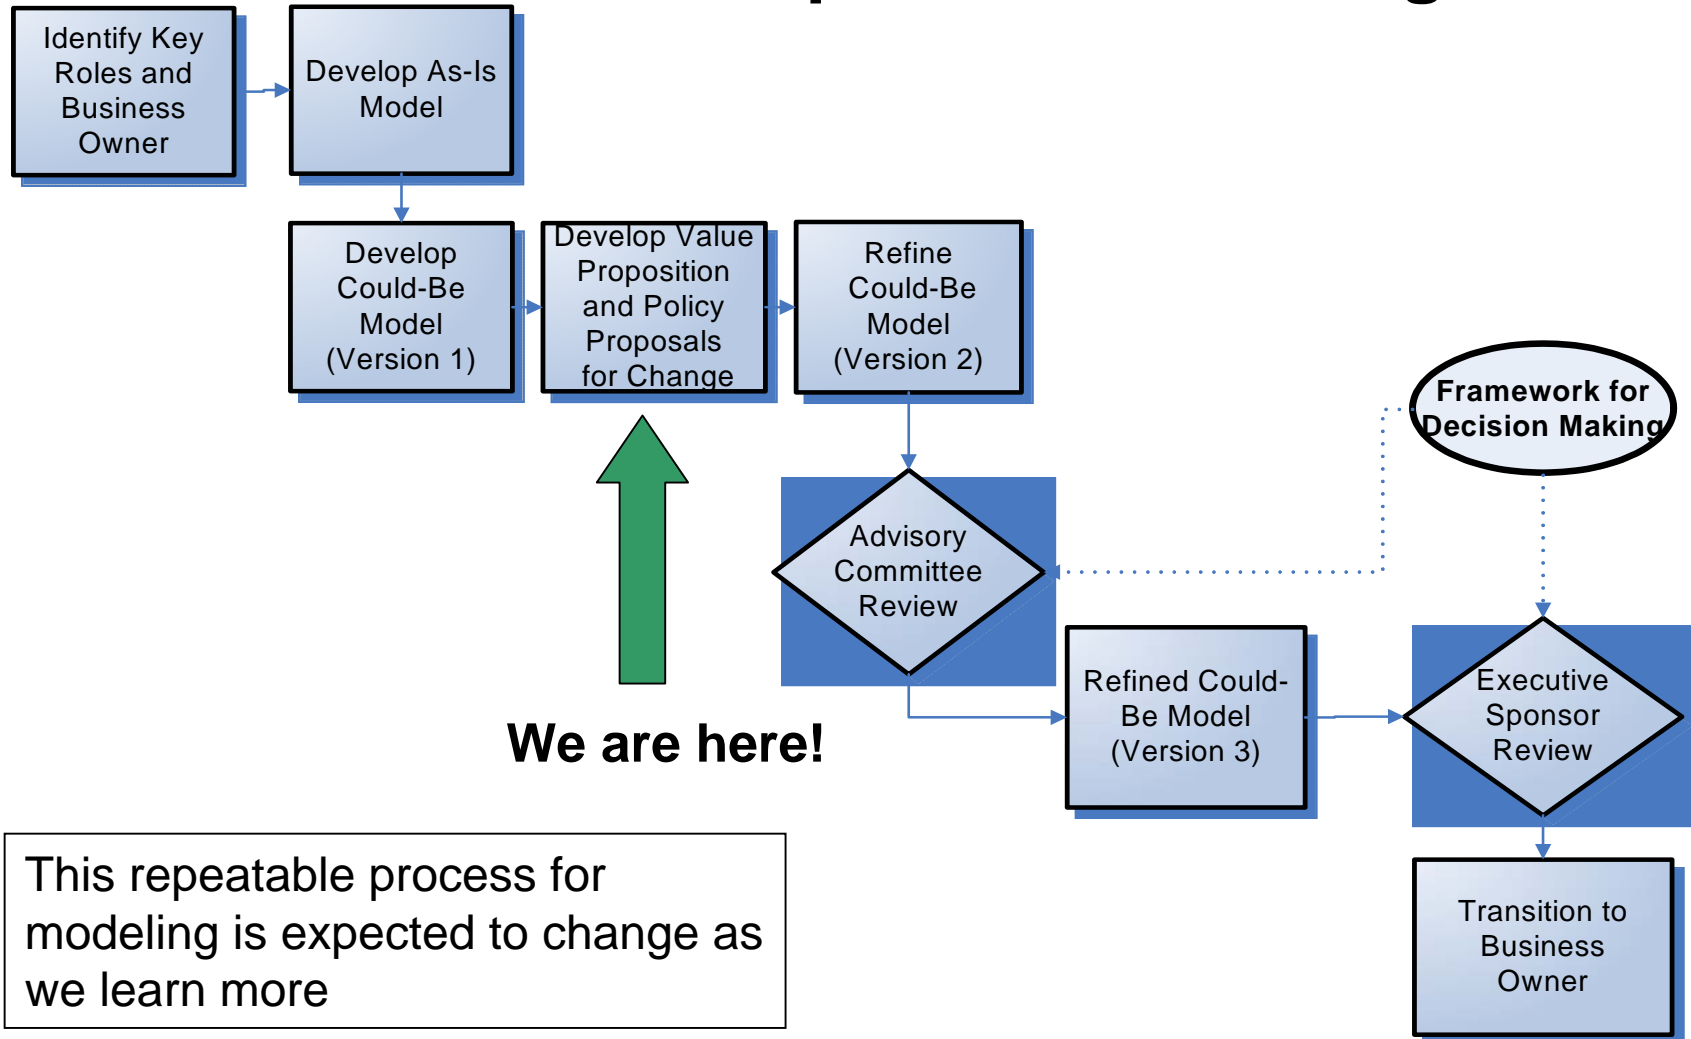 Identify Key
Roles and
Business
Owner
Develop As-Is
Model
Develop
Could-Be
Model
(Version 1)
Develop Value
Proposition
and Policy
Proposals
for Change
Refine
Could-Be
Model
(Version 2)
Framework for
Decision Making
Advisory
Committee
Review
We are here!
Refined Could-
Be Model
(Version 3)
Executive
Sponsor
Review
This repeatable process for
modeling is expected to change as
we learn more
Transition to
Business
Owner